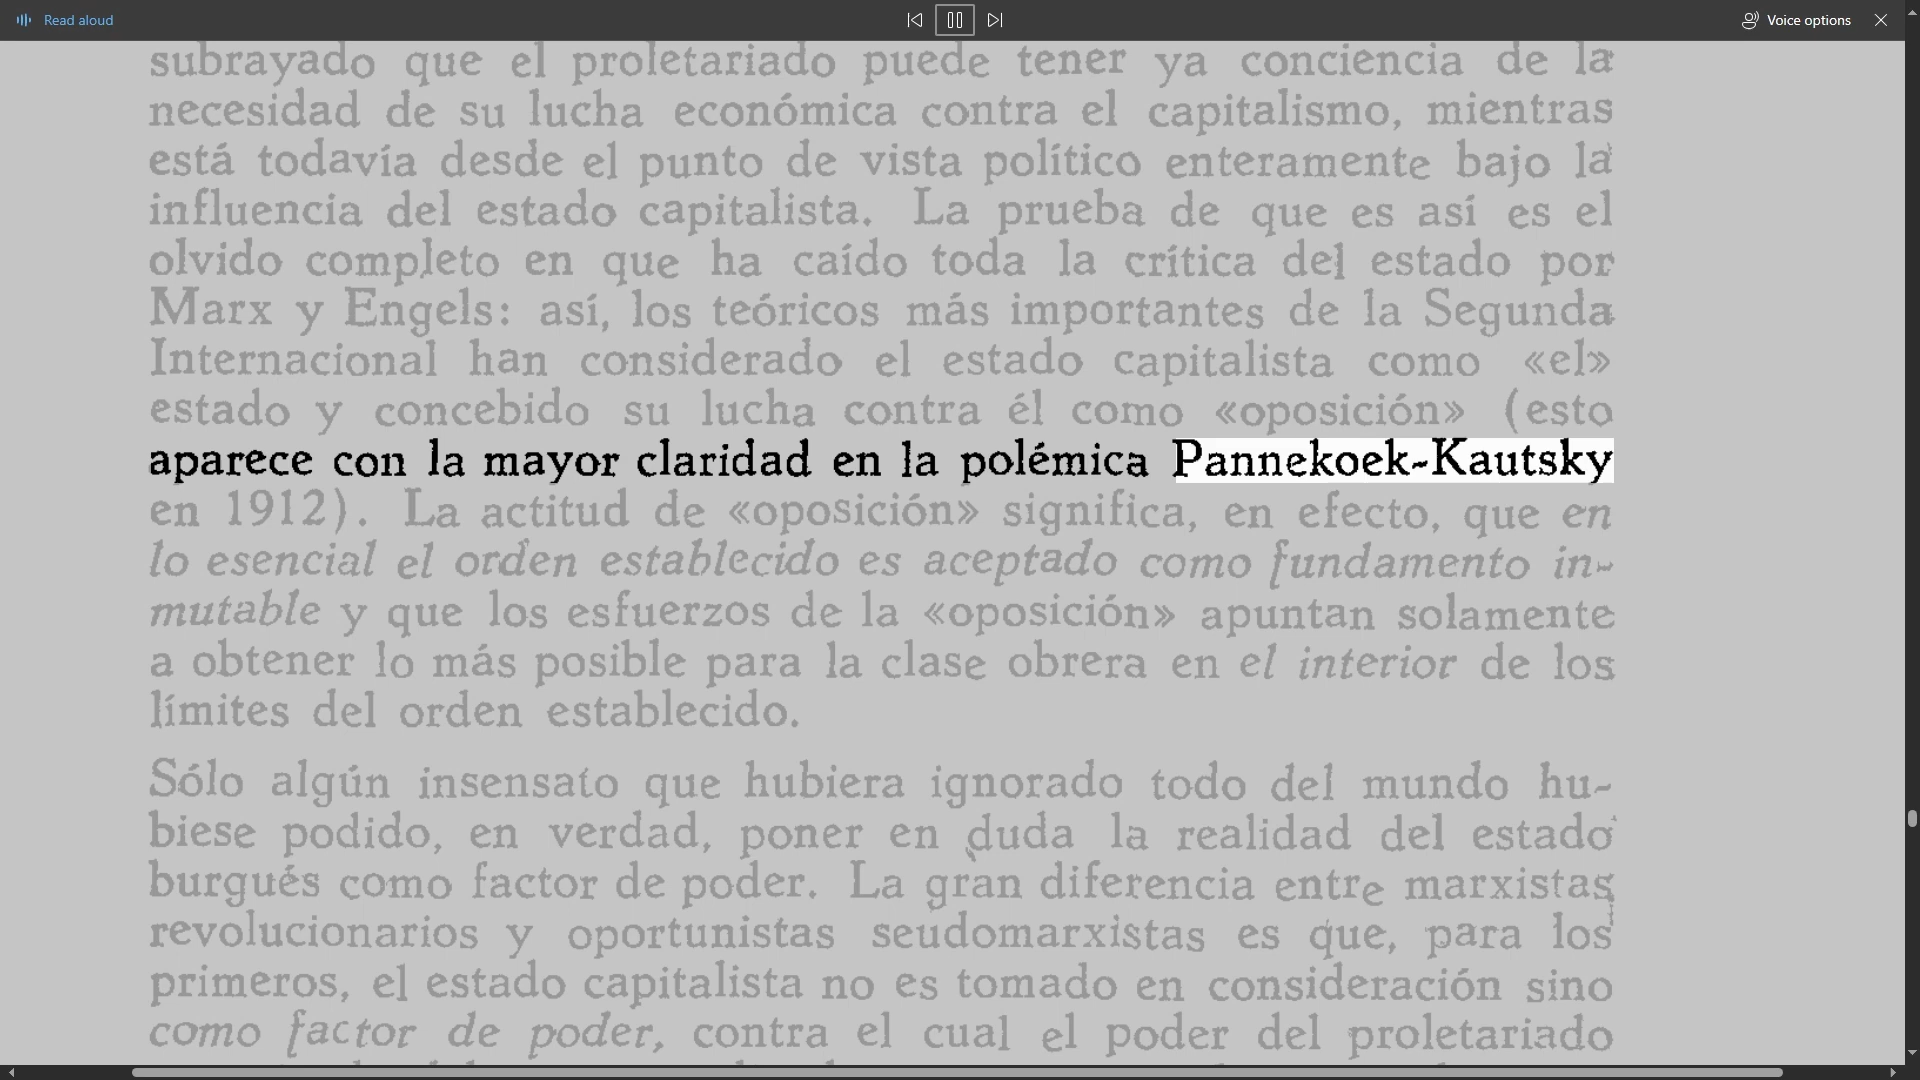 Read aloud
Voice options
subrayado que el proletariado puede tener ya conciencia de la
necesidad de su lucha económica contra el capitalismo, mientras
está todavía desde el punto de vista político enteramente bajo la
influencia del estado capitalista. La prueba de que es así es el
olvido completo en que ha caído toda la crítica del estado por
Marx y Engels: así, los teóricos más importantes de la Segunda
Internacional han considerado el estado capitalista como «el»
estado y concebido su lucha contra él como «oposición» (esto
aparece con la mayor claridad en la polémica Pannekoek-Kautsky
en 1912). La actitud de «oposición» significa, en efecto, que en
lo esencial el orden establecido es aceptado como fundamento in-
mutable y que los esfuerzos de la «oposición» apuntan solamente
a obtener lo más posible para la clase obrera en el interior de los
límites del orden establecido.
Sólo algún insensato que hubiera ignorado todo del mundo hu-
biese podido, en verdad, poner en duda la realidad del estado
burgués como factor de poder. La gran diferencia entre marxistas
revolucionarios y oportunistas seudomarxistas es que, para los
primeros, el estado capitalista no es tomado en consideración sino
como factor de poder, contra el cual el poder del proletariado